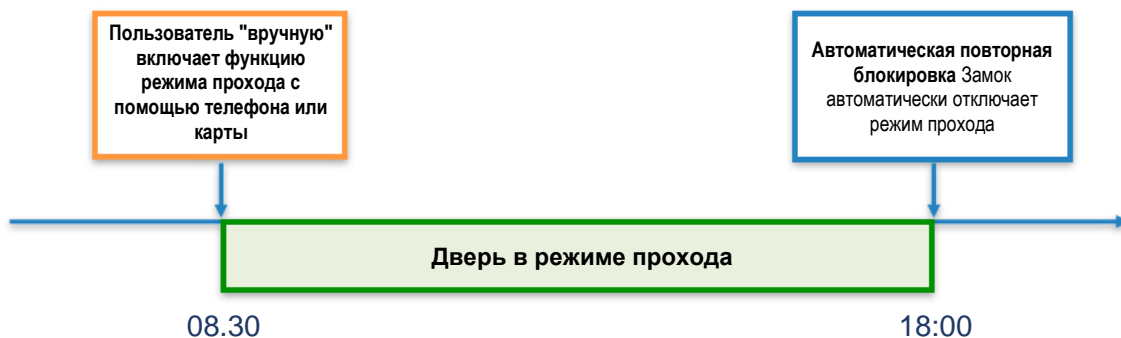 Пользователь "вручную"
включает функцию
режима прохода с
помощью телефона или
карты
Автоматическая повторная
блокировка Замок
автоматически отключает
режим прохода
Дверь в режиме прохода
08.30
18:00